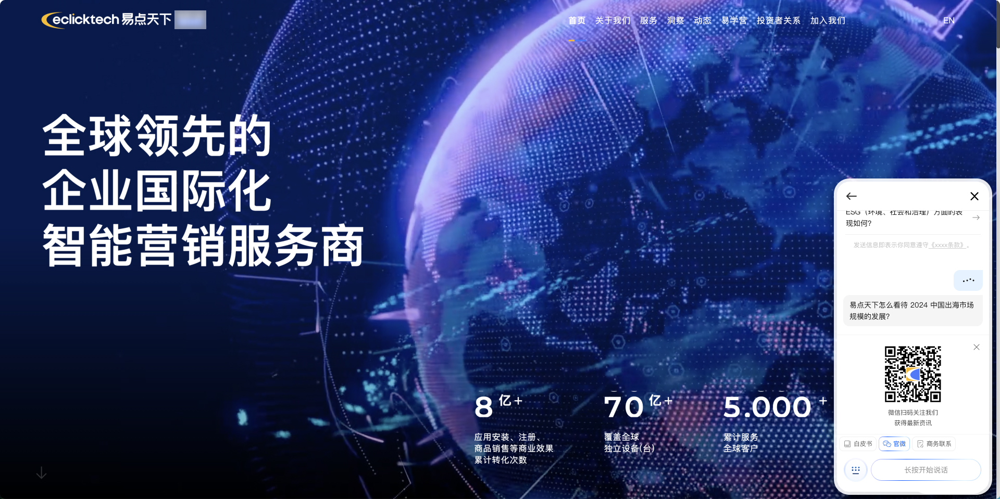 eclicktech 易点天下
首页 关于我们 服务 洞察 动态 易学营 投资者关系 加入我们 EN
全球领先的
企业国际化
智能营销服务商
8 亿+
应用安装、注册、
商品销售等商业效果
累计转化次数
70 亿+
覆盖全球
独立设备(台)
5.000 +
累计服务
全球客户
ESG（环境、社会和治理）方面的表
现如何?
发送信息即表示你同意遵守《xxxx条款》。
易点天下怎么看待 2024 中国出海市场
规模的发展?
微信扫码关注我们
获得最新资讯
白皮书 官微 商务联系
长按开始说话